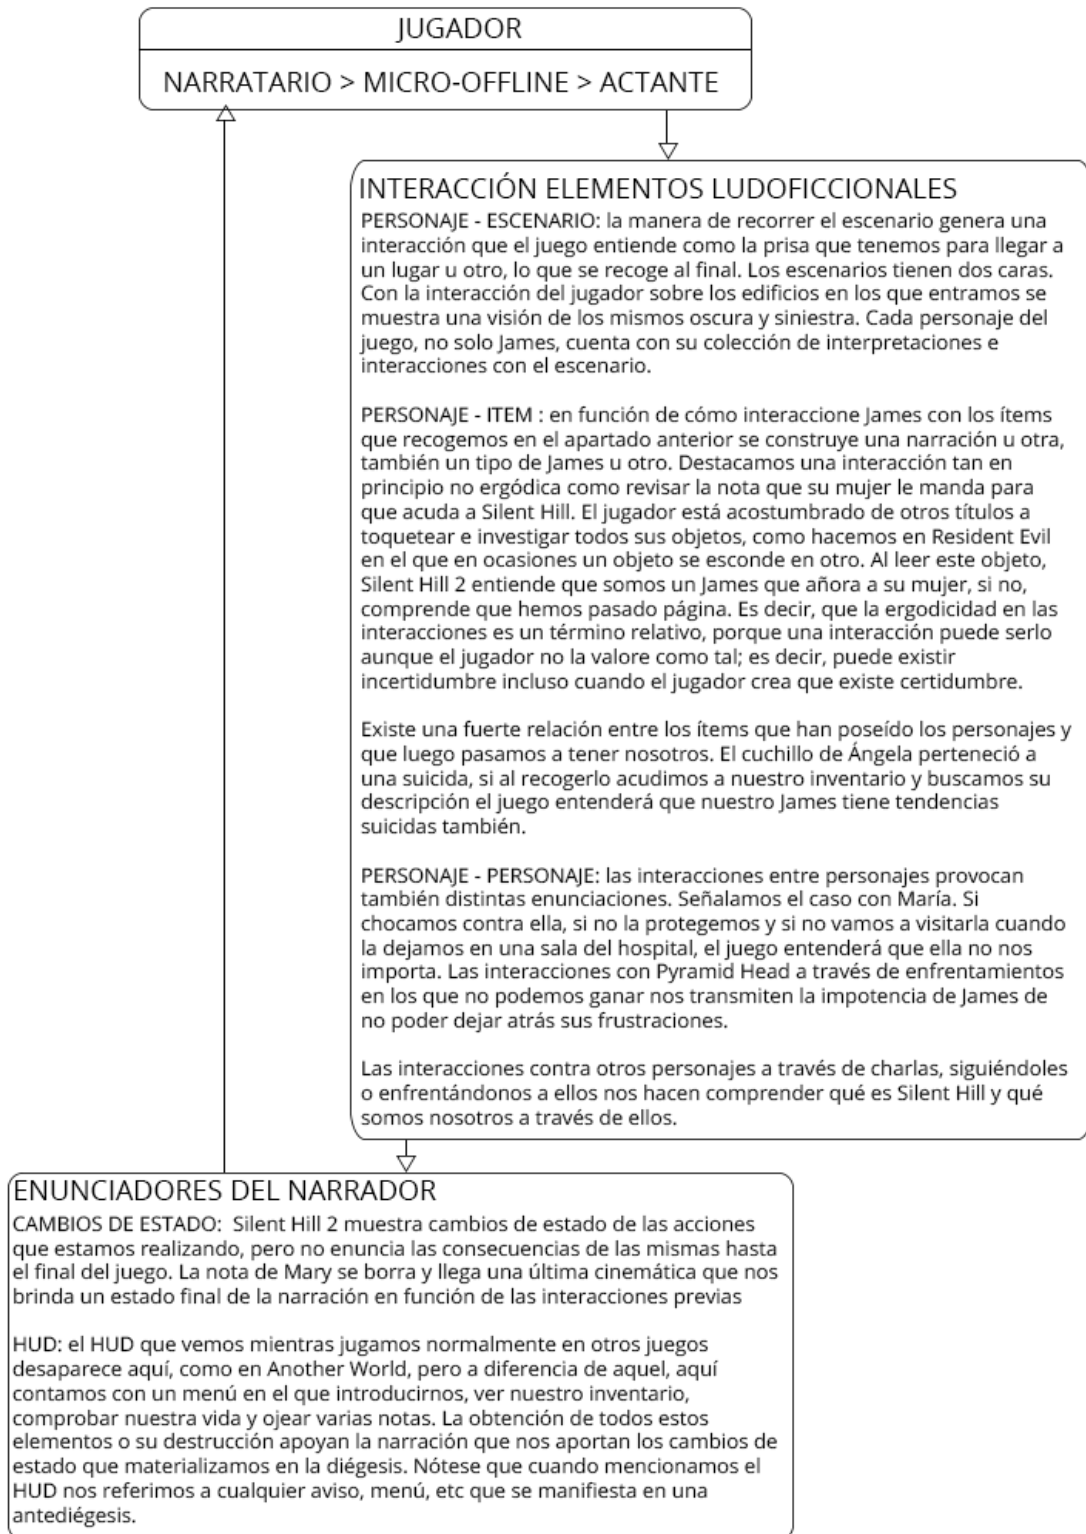 JUGADOR
NARRATARIO > MICRO-OFFLINE > ACTANTE
INTERACCIÓN ELEMENTOS LUDOFICCIONALES
PERSONAJE - ESCENARIO: la manera de recorrer el escenario genera una
interacción que el juego entiende como la prisa que tenemos para llegar a
un lugar u otro, lo que se recoge al final. Los escenarios tienen dos caras.
Con la interacción del jugador sobre los edificios en los que entramos se
muestra una visión de los mismos oscura y siniestra. Cada personaje del
juego, no solo James, cuenta con su colección de interpretaciones e
interacciones con el escenario.
PERSONAJE - ITEM : en función de cómo interaccione James con los ítems
que recogemos en el apartado anterior se construye una narración u otra,
también un tipo de James u otro. Destacamos una interacción tan en
principio no ergódica como revisar la nota que su mujer le manda para
que acuda a Silent Hill. El jugador está acostumbrado de otros títulos a
toquetear e investigar todos sus objetos, como hacemos en Resident Evil
en el que en ocasiones un objeto se esconde en otro. Al leer este objeto,
Silent Hill 2 entiende que somos un James que añora a su mujer, si no,
comprende que hemos pasado página. Es decir, que la ergodicidad en las
interacciones es un término relativo, porque una interacción puede serlo
aunque el jugador no la valore como tal; es decir, puede existir
incertidumbre incluso cuando el jugador crea que existe certidumbre.
Existe una fuerte relación entre los ítems que han poseído los personajes y
que luego pasamos a tener nosotros. El cuchillo de Ángela perteneció a
una suicida, si al recogerlo acudimos a nuestro inventario y buscamos su
descripción el juego entenderá que nuestro James tiene tendencias
suicidas también.
PERSONAJE - PERSONAJE: las interacciones entre personajes provocan
también distintas enunciaciones. Señalamos el caso con María. Si
chocamos contra ella, si no la protegemos y si no vamos a visitarla cuando
la dejamos en una sala del hospital, el juego entenderá que ella no nos
importa. Las interacciones con Pyramid Head a través de enfrentamientos
en los que no podemos ganar nos transmiten la impotencia de James de
no poder dejar atrás sus frustraciones.
Las interacciones contra otros personajes a través de charlas, siguiéndoles
o enfrentándonos a ellos nos hacen comprender qué es Silent Hill y qué
somos nosotros a través de ellos.
ENUNCIADORES DEL NARRADOR
CAMBIOS DE ESTADO: Silent Hill 2 muestra cambios de estado de las acciones
que estamos realizando, pero no enuncia las consecuencias de las mismas hasta
el final del juego. La nota de Mary se borra y llega una última cinemática que nos
brinda un estado final de la narración en función de las interacciones previas
HUD: el HUD que vemos mientras jugamos normalmente en otros juegos
desaparece aquí, como en Another World, pero a diferencia de aquel, aquí
contamos con un menú en el que introducirnos, ver nuestro inventario,
comprobar nuestra vida y ojear varias notas. La obtención de todos estos
elementos o su destrucción apoyan la narración que nos aportan los cambios de
estado que materializamos en la diégesis. Nótese que cuando mencionamos el
HUD nos referimos a cualquier aviso, menú, etc que se manifiesta en una
antediégesis.